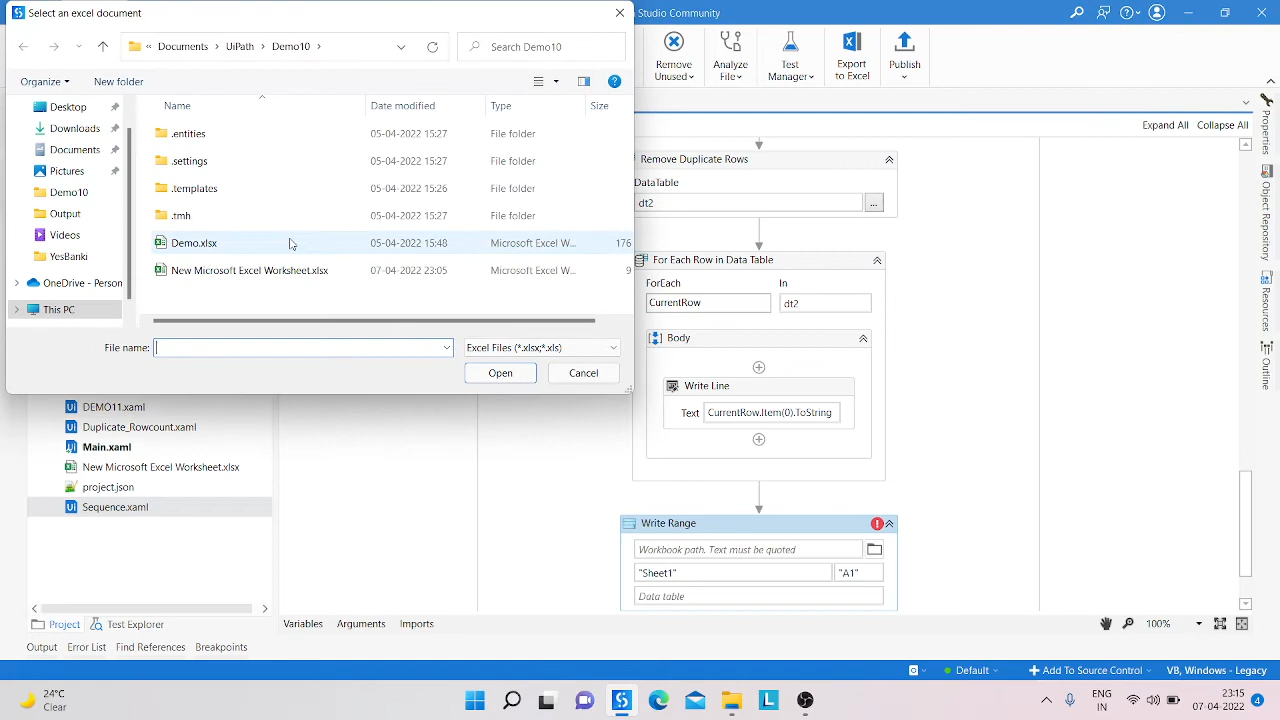 Select an excel document
Studio Community
« Documents > UiPath > Demo10 >
Search Demo10
Organize
New folder
Remove Unused
Analyze File
Test Manager
Export to Excel
Publish
Name
Date modified
Type
Size
Desktop
Downloads
Documents
Pictures
Demo10
Output
Videos
YesBanki
OneDrive - Person
This PC
.entities 05-04-2022 15:27 File folder
.settings 05-04-2022 15:27 File folder
.templates 05-04-2022 15:26 File folder
.tmh 05-04-2022 15:27 File folder
Demo.xlsx 05-04-2022 15:48 Microsoft Excel W... 176
New Microsoft Excel Worksheet.xlsx 07-04-2022 23:05 Microsoft Excel W... 9
File name:
Excel Files (*.xlsx;*.xls)
Open
Cancel
Expand All
Collapse All
Properties
Object Repository
Resources
Outline
Remove Duplicate Rows
DataTable
dt2
...
For Each Row in Data Table
ForEach
In
CurrentRow
dt2
Body
Write Line
Text
CurrentRow.Item(0).ToString
Write Range
Workbook path. Text must be quoted
"Sheet1"
"A1"
Data table
DEMO11.xaml
Duplicate_Rowcount.xaml
Main.xaml
New Microsoft Excel Worksheet.xlsx
project.json
Sequence.xaml
Project
Test Explorer
Variables
Arguments
Imports
100%
Output
Error List
Find References
Breakpoints
Default
Add To Source Control
VB, Windows - Legacy
24°C
Clear
ENG
IN
23:15
07-04-2022
4